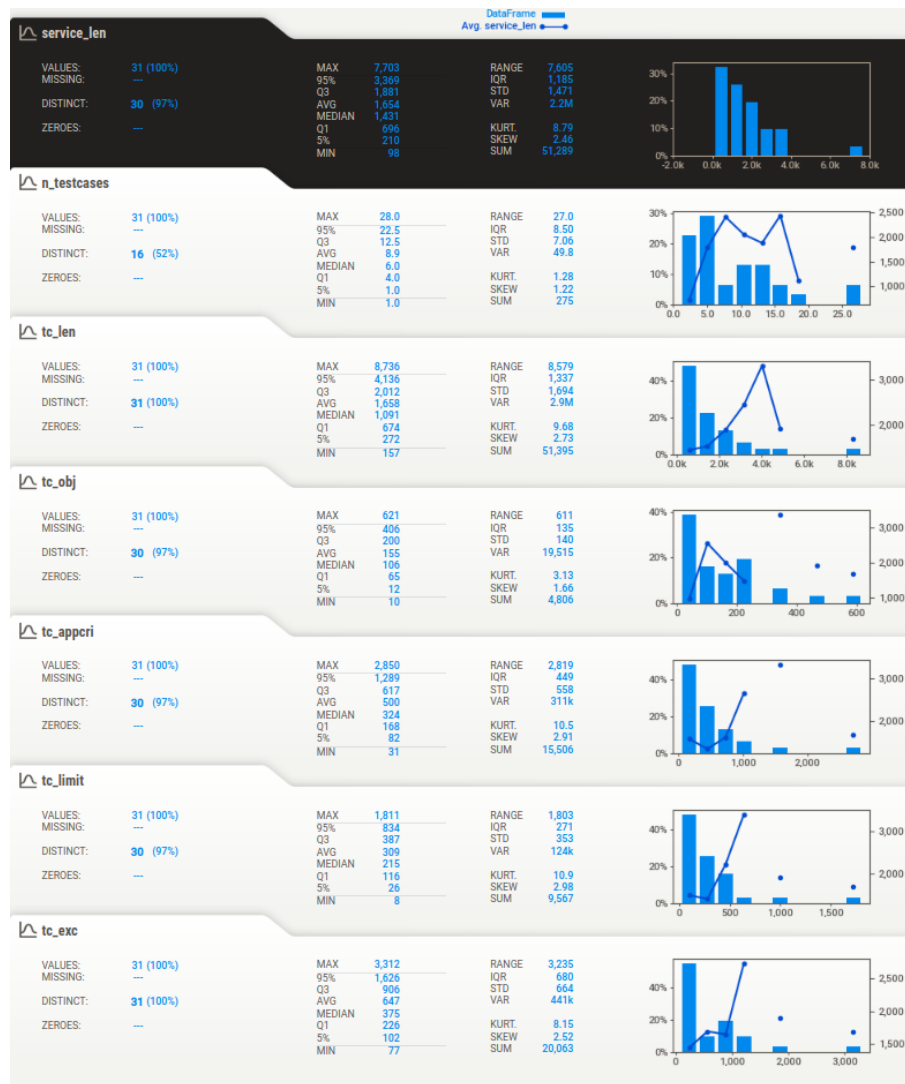 DataFrame
Avg. service_len
service_len
VALUES: 31 (100%)
MISSING: ---
DISTINCT: 30 (97%)
ZEROES: ---
MAX 7,703
95% 3,369
Q3 1,881
AVG 1,654
MEDIAN 1,431
Q1 696
5% 210
MIN 98
RANGE 7,605
IQR 1,185
STD 1,471
VAR 2.2M
KURT. 8.79
SKEW 2.46
SUM 51,289
30%
20%
10%
0%
-2.0k 0.0k 2.0k 4.0k 6.0k 8.0k
n_testcases
VALUES: 31 (100%)
MISSING: ---
DISTINCT: 16 (52%)
ZEROES: ---
MAX 28.0
95% 22.5
Q3 12.5
AVG 8.9
MEDIAN 6.0
Q1 4.0
5% 1.0
MIN 1.0
RANGE 27.0
IQR 8.50
STD 7.06
VAR 49.8
KURT. 1.28
SKEW 1.22
SUM 275
30% 2,500
20% 2,000
1,500
10% 1,000
0%
0.0 5.0 10.0 15.0 20.0 25.0
tc_len
VALUES: 31 (100%)
MISSING: ---
DISTINCT: 31 (100%)
ZEROES: ---
MAX 8,736
95% 4,136
Q3 2,012
AVG 1,658
MEDIAN 1,091
Q1 674
5% 272
MIN 157
RANGE 8,579
IQR 1,337
STD 1,694
VAR 2.9M
KURT. 9.68
SKEW 2.73
SUM 51,395
40% 3,000
20% 2,000
0%
0.0k 2.0k 4.0k 6.0k 8.0k
tc_obj
VALUES: 31 (100%)
MISSING: ---
DISTINCT: 30 (97%)
ZEROES: ---
MAX 621
95% 406
Q3 200
AVG 155
MEDIAN 106
Q1 65
5% 12
MIN 10
RANGE 611
IQR 135
STD 140
VAR 19,515
KURT. 3.13
SKEW 1.66
SUM 4,806
40% 3,000
20% 2,000
0% 1,000
0 200 400 600
tc_appcri
VALUES: 31 (100%)
MISSING: ---
DISTINCT: 30 (97%)
ZEROES: ---
MAX 2,850
95% 1,289
Q3 617
AVG 500
MEDIAN 324
Q1 168
5% 82
MIN 31
RANGE 2,819
IQR 449
STD 558
VAR 311k
KURT. 10.5
SKEW 2.91
SUM 15,506
40% 3,000
20% 2,000
0%
0 1,000 2,000
tc_limit
VALUES: 31 (100%)
MISSING: ---
DISTINCT: 30 (97%)
ZEROES: ---
MAX 1,811
95% 834
Q3 387
AVG 309
MEDIAN 215
Q1 116
5% 26
MIN 8
RANGE 1,803
IQR 271
STD 353
VAR 124k
KURT. 10.9
SKEW 2.98
SUM 9,567
40% 3,000
20% 2,000
0%
0 500 1,000 1,500
tc_exc
VALUES: 31 (100%)
MISSING: ---
DISTINCT: 31 (100%)
ZEROES: ---
MAX 3,312
95% 1,626
Q3 906
AVG 647
MEDIAN 375
Q1 226
5% 102
MIN 77
RANGE 3,235
IQR 680
STD 664
VAR 441k
KURT. 8.15
SKEW 2.52
SUM 20,063
2,500
40%
2,000
20%
1,500
0%
0 1,000 2,000 3,000